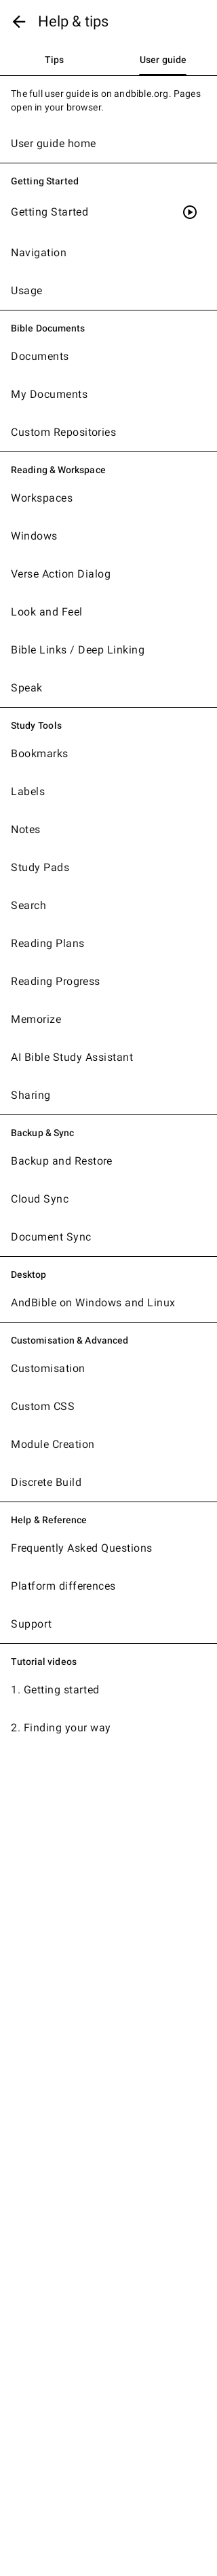 Help & tips
Tips
User guide
The full user guide is on andbible.org. Pages
open in your browser.
User guide home
Getting Started
Getting Started
Navigation
Usage
Bible Documents
Documents
My Documents
Custom Repositories
Reading & Workspace
Workspaces
Windows
Verse Action Dialog
Look and Feel
Bible Links / Deep Linking
Speak
Study Tools
Bookmarks
Labels
Notes
Study Pads
Search
Reading Plans
Reading Progress
Memorize
AI Bible Study Assistant
Sharing
Backup & Sync
Backup and Restore
Cloud Sync
Document Sync
Desktop
AndBible on Windows and Linux
Customisation & Advanced
Customisation
Custom CSS
Module Creation
Discrete Build
Help & Reference
Frequently Asked Questions
Platform differences
Support
Tutorial videos
1. Getting started
2. Finding your way